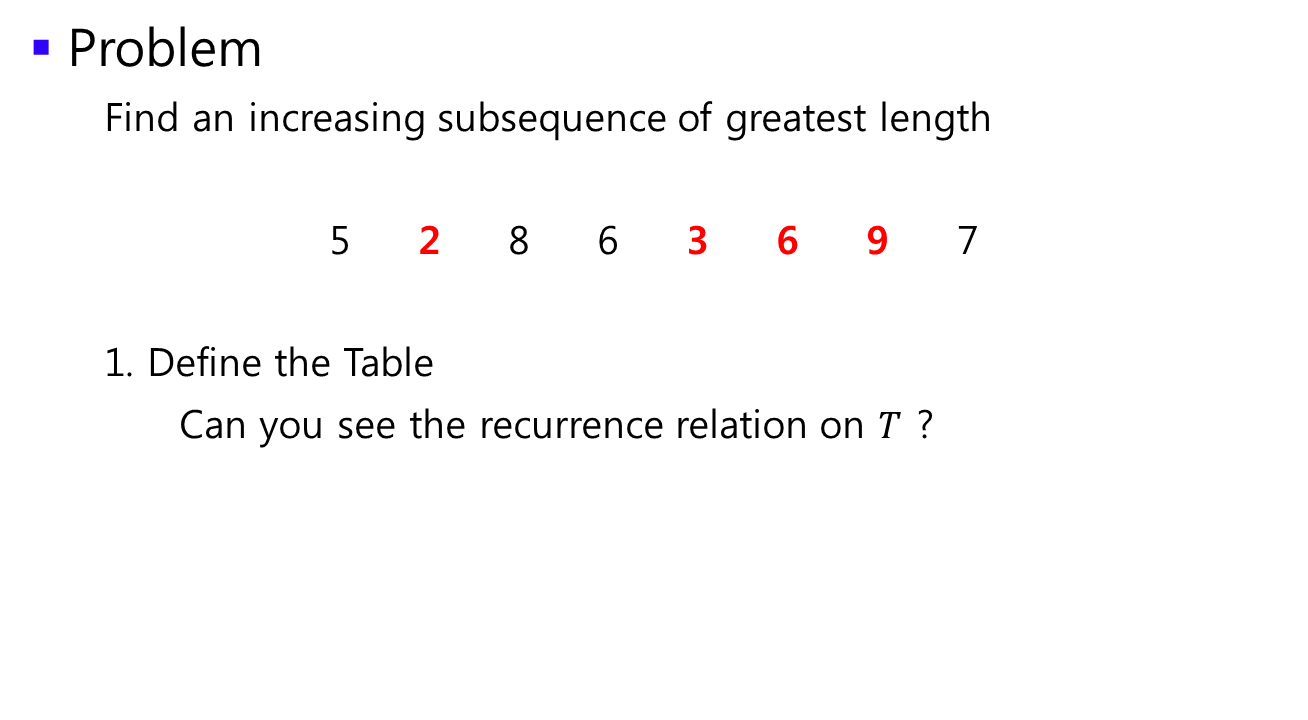 ▪ Problem
Find an increasing subsequence of greatest length
5 2 8 6 3 6 9 7
1. Define the Table
Can you see the recurrence relation on T ?